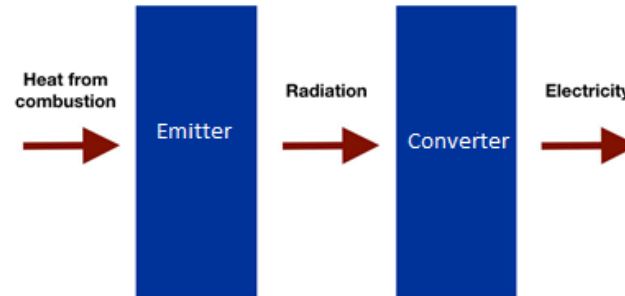 Heat from
combustion
Emitter
Radiation
Converter
Electricity